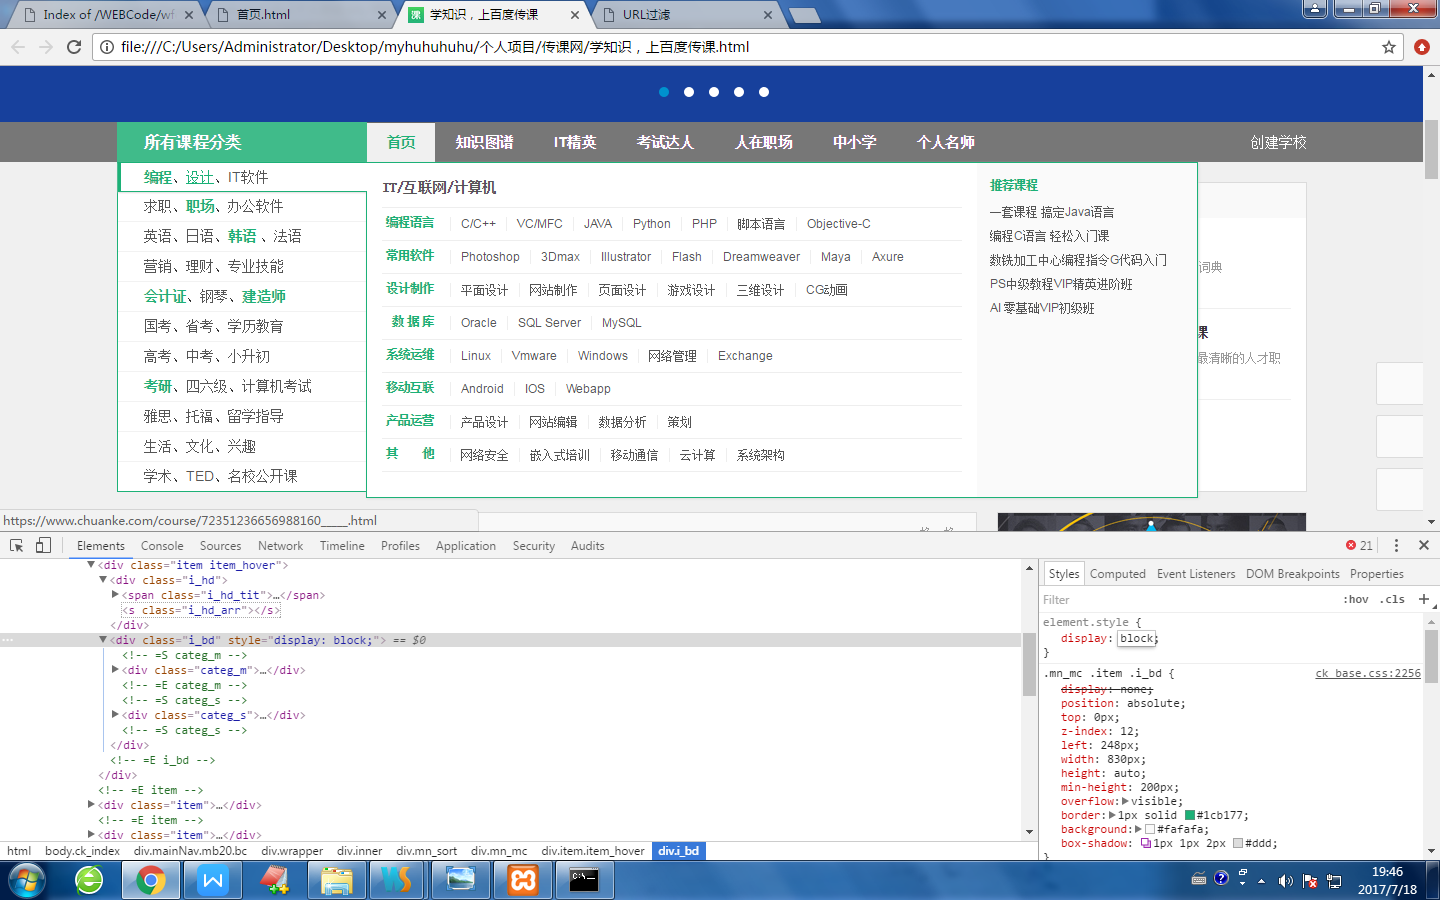 Index of /WEBCode/wf
首页.html
学知识，上百度传课
URL过滤
file:///C:/Users/Administrator/Desktop/myhuhuhuhu/个人项目/传课网/学知识，上百度传课.html
所有课程分类 首页 知识图谱 IT精英 考试达人 人在职场 中小学 个人名师 创建学校
编程、设计、IT软件
求职、职场、办公软件
英语、日语、韩语 、法语
营销、理财、专业技能
会计证、钢琴、建造师
国考、省考、学历教育
高考、中考、小升初
考研、四六级、计算机考试
雅思、托福、留学指导
生活、文化、兴趣
学术、TED、名校公开课
IT/互联网/计算机
编程语言 C/C++ VC/MFC JAVA Python PHP 脚本语言 Objective-C
常用软件 Photoshop 3Dmax Illustrator Flash Dreamweaver Maya Axure
设计制作 平面设计 网站制作 页面设计 游戏设计 三维设计 CG动画
数 据 库 Oracle SQL Server MySQL
系统运维 Linux Vmware Windows 网络管理 Exchange
移动互联 Android IOS Webapp
产品运营 产品设计 网站编辑 数据分析 策划
其 他 网络安全 嵌入式培训 移动通信 云计算 系统架构
推荐课程
一套课程 搞定Java语言
编程C语言 轻松入门课
数铣加工中心编程指令G代码入门
PS中级教程VIP精英进阶班
AI 零基础VIP初级班
词典
课
最清晰的人才职
https://www.chuanke.com/course/72351236656988160____.html
Elements Console Sources Network Timeline Profiles Application Security Audits 21
<div class="item item_hover">
<div class="i_hd">
<span class="i_hd_tit">…</span>
<s class="i_hd_arr"></s>
</div>
<div class="i_bd" style="display: block;"> == $0
<!-- =S categ_m -->
<div class="categ_m">…</div>
<!-- =E categ_m -->
<!-- =S categ_s -->
<div class="categ_s">…</div>
<!-- =S categ_s -->
</div>
<!-- =E i_bd -->
</div>
<!-- =E item -->
<div class="item">…</div>
<!-- =E item -->
<div class="item">…</div>
html body.ck_index div.mainNav.mb20.bc div.wrapper div.inner div.mn_sort div.mn_mc div.item.item_hover div.i_bd
Styles Computed Event Listeners DOM Breakpoints Properties
Filter :hov .cls +
element.style {
display: block;
}
.mn_mc .item .i_bd { ck_base.css:2256
display: none;
position: absolute;
top: 0px;
z-index: 12;
left: 248px;
width: 830px;
height: auto;
min-height: 200px;
overflow: visible;
border: 1px solid #1cb177;
background: #fafafa;
box-shadow: 1px 1px 2px #ddd;
}
19:46
2017/7/18